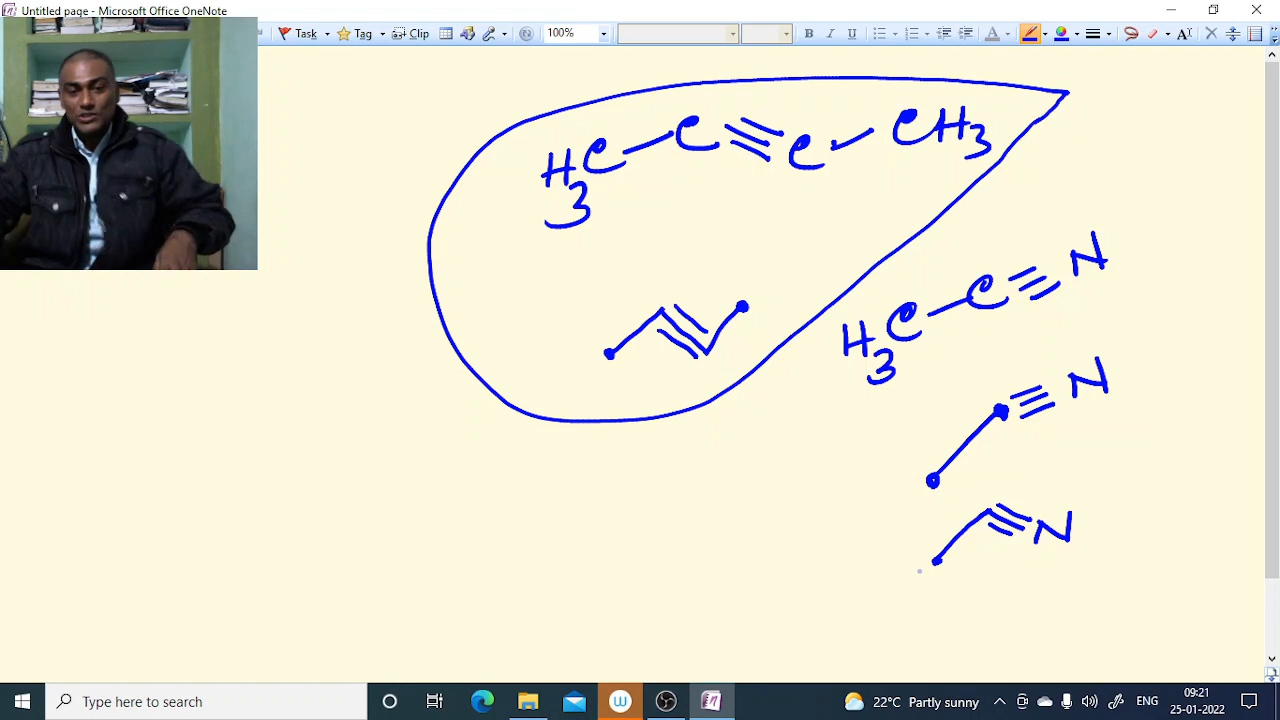 Untitled page - Microsoft Office OneNote
Task Tag Clip 100% B I U A
H3C-C≡C-CH3
H3C-C≡N
≡N
≡N
Type here to search
W
22°C Partly sunny ENG 09:21
25-01-2022